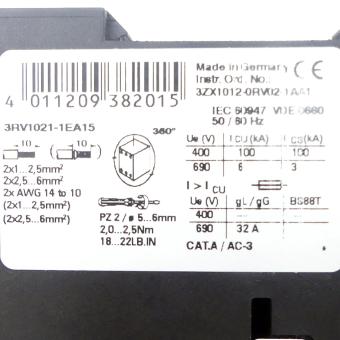 Made in Germany
Instr. Ord. No.:
3ZX1012-0RV02-1AA1
4 011209 382015
IEC 60947 VDE 0660
50 / 60 Hz
3RV1021-1EA15
360°
10 10
2x1...2,5mm²
2x2,5...6mm²
2x AWG 14 to 10
(2x1...2,5mm²)
(2x2,5...6mm²)
PZ 2 / ø 5...6mm
2,0...2,5Nm
18...22LB.IN
Ue (V) ICU (kA) ICS (kA)
400 100 100
690 6 3
I > ICU
Ue (V) gL / gG BS88T
400 —
690 32 A
CAT.A / AC-3